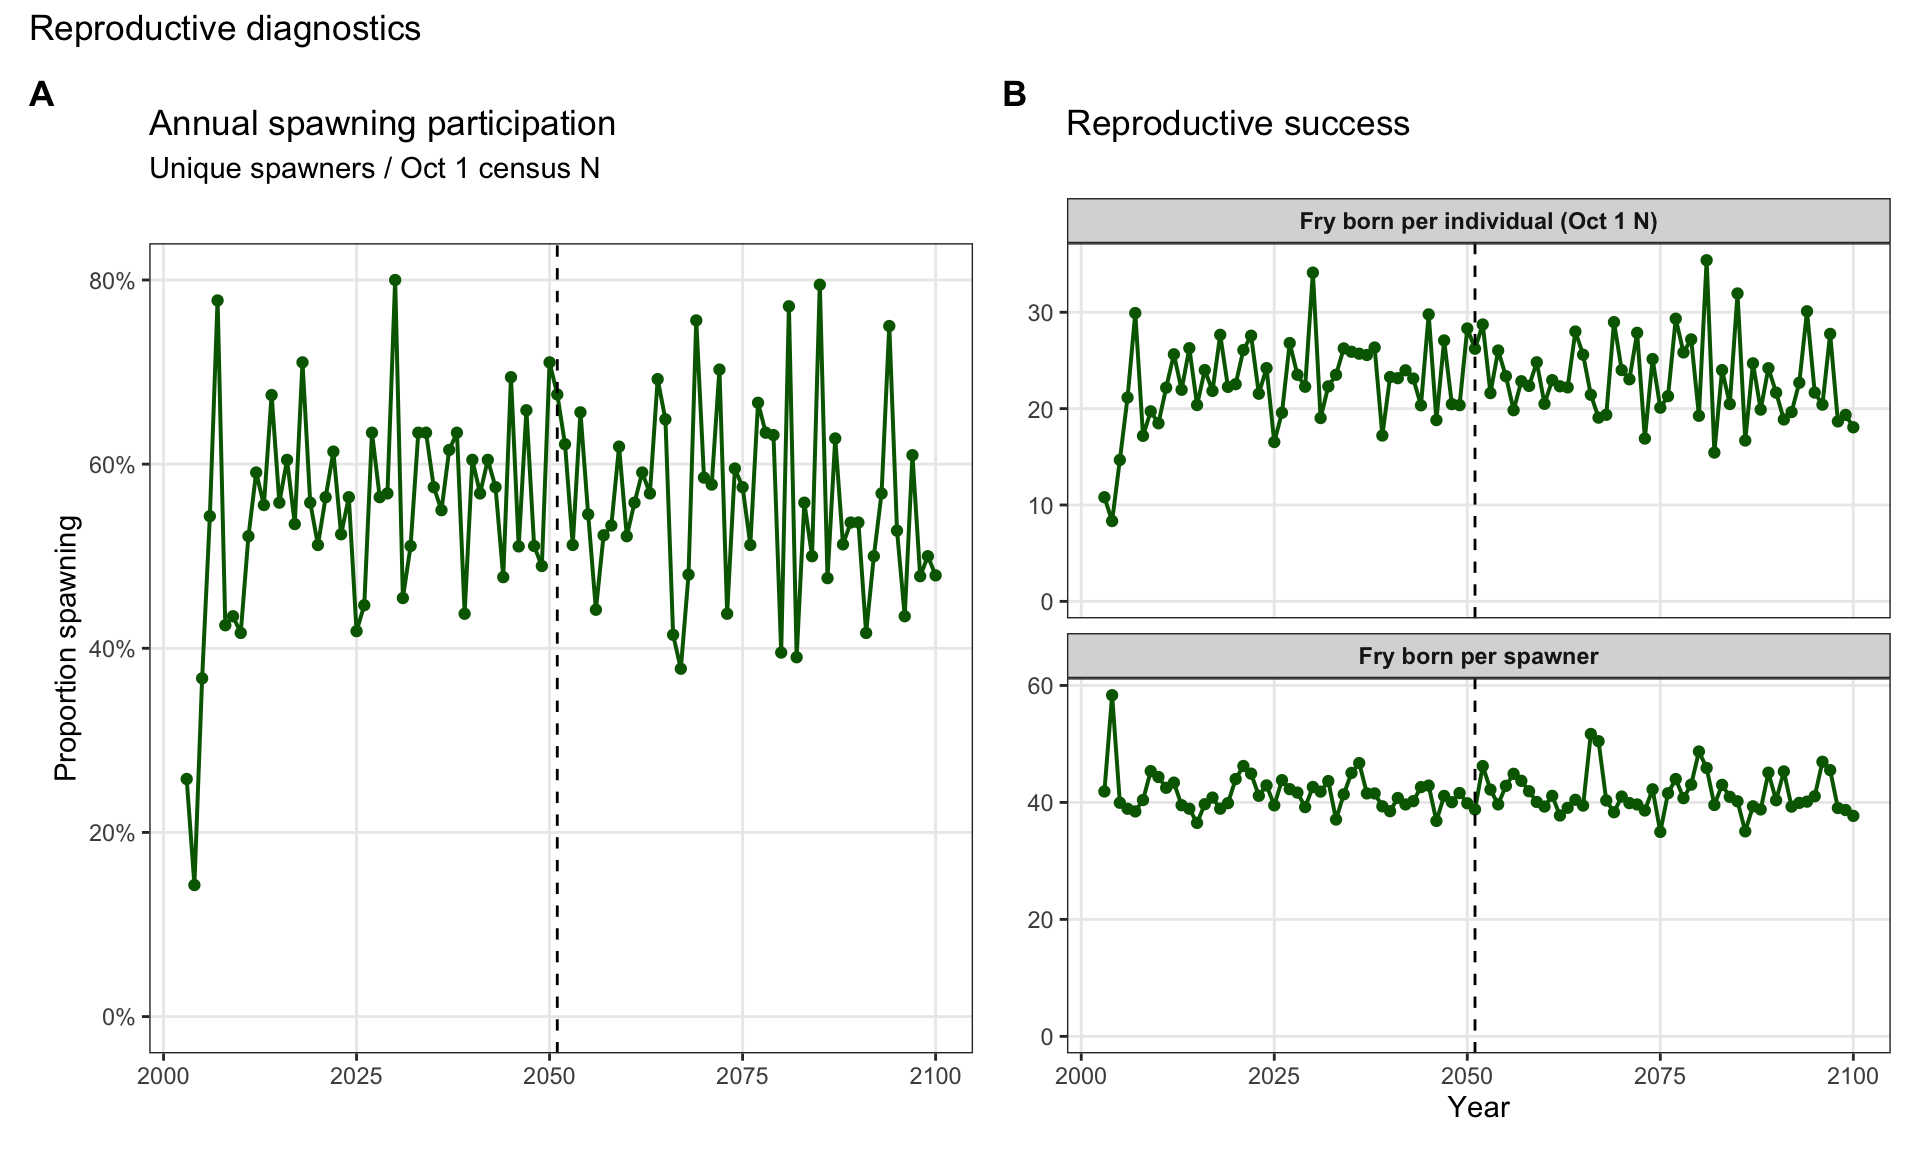 Reproductive diagnostics
A
Annual spawning participation
Unique spawners / Oct 1 census N
Proportion spawning
80%
60%
40%
20%
0%
2000
2025
2050
2075
2100
B
Reproductive success
Fry born per individual (Oct 1 N)
30
20
10
0
Fry born per spawner
60
40
20
0
2000
2025
2050
2075
2100
Year